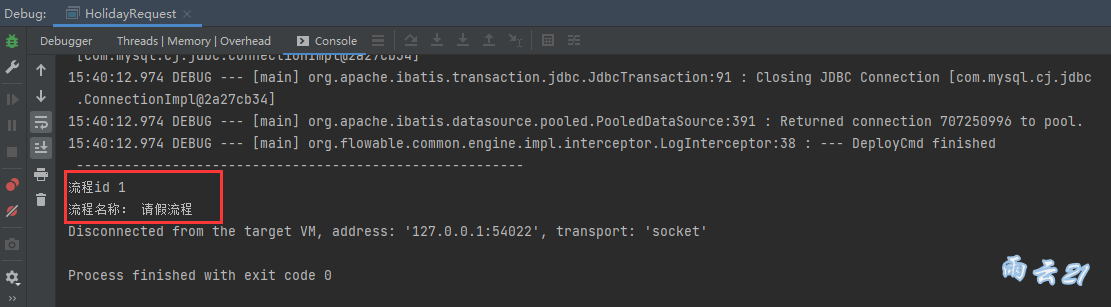 Debug: HolidayRequest
Debugger Threads | Memory | Overhead Console
[com.mysql.cj.jdbc.ConnectionImpl@2a27cb34]
15:40:12.974 DEBUG --- [main] org.apache.ibatis.transaction.jdbc.JdbcTransaction:91 : Closing JDBC Connection [com.mysql.cj.jdbc
.ConnectionImpl@2a27cb34]
15:40:12.974 DEBUG --- [main] org.apache.ibatis.datasource.pooled.PooledDataSource:391 : Returned connection 707250996 to pool.
15:40:12.974 DEBUG --- [main] org.flowable.common.engine.impl.interceptor.LogInterceptor:38 : --- DeployCmd finished
--------------------------------------------------------
流程id 1
流程名称: 请假流程
Disconnected from the target VM, address: '127.0.0.1:54022', transport: 'socket'
Process finished with exit code 0
雨云21